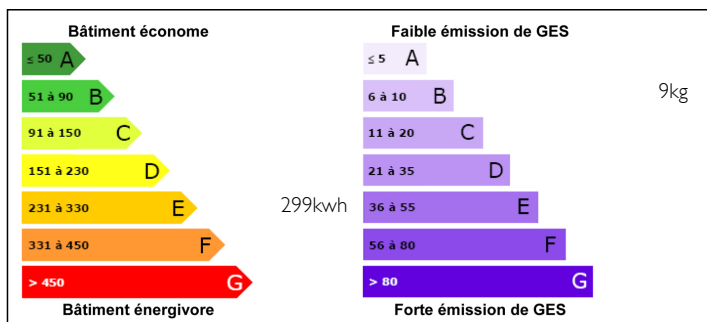 Bâtiment économe
≤ 50 A
51 à 90 B
91 à 150 C
151 à 230 D
231 à 330 E
299kwh
331 à 450 F
> 450 G
Bâtiment énergivore
Faible émission de GES
≤ 5 A
6 à 10 B
9kg
11 à 20 C
21 à 35 D
36 à 55 E
56 à 80 F
> 80 G
Forte émission de GES